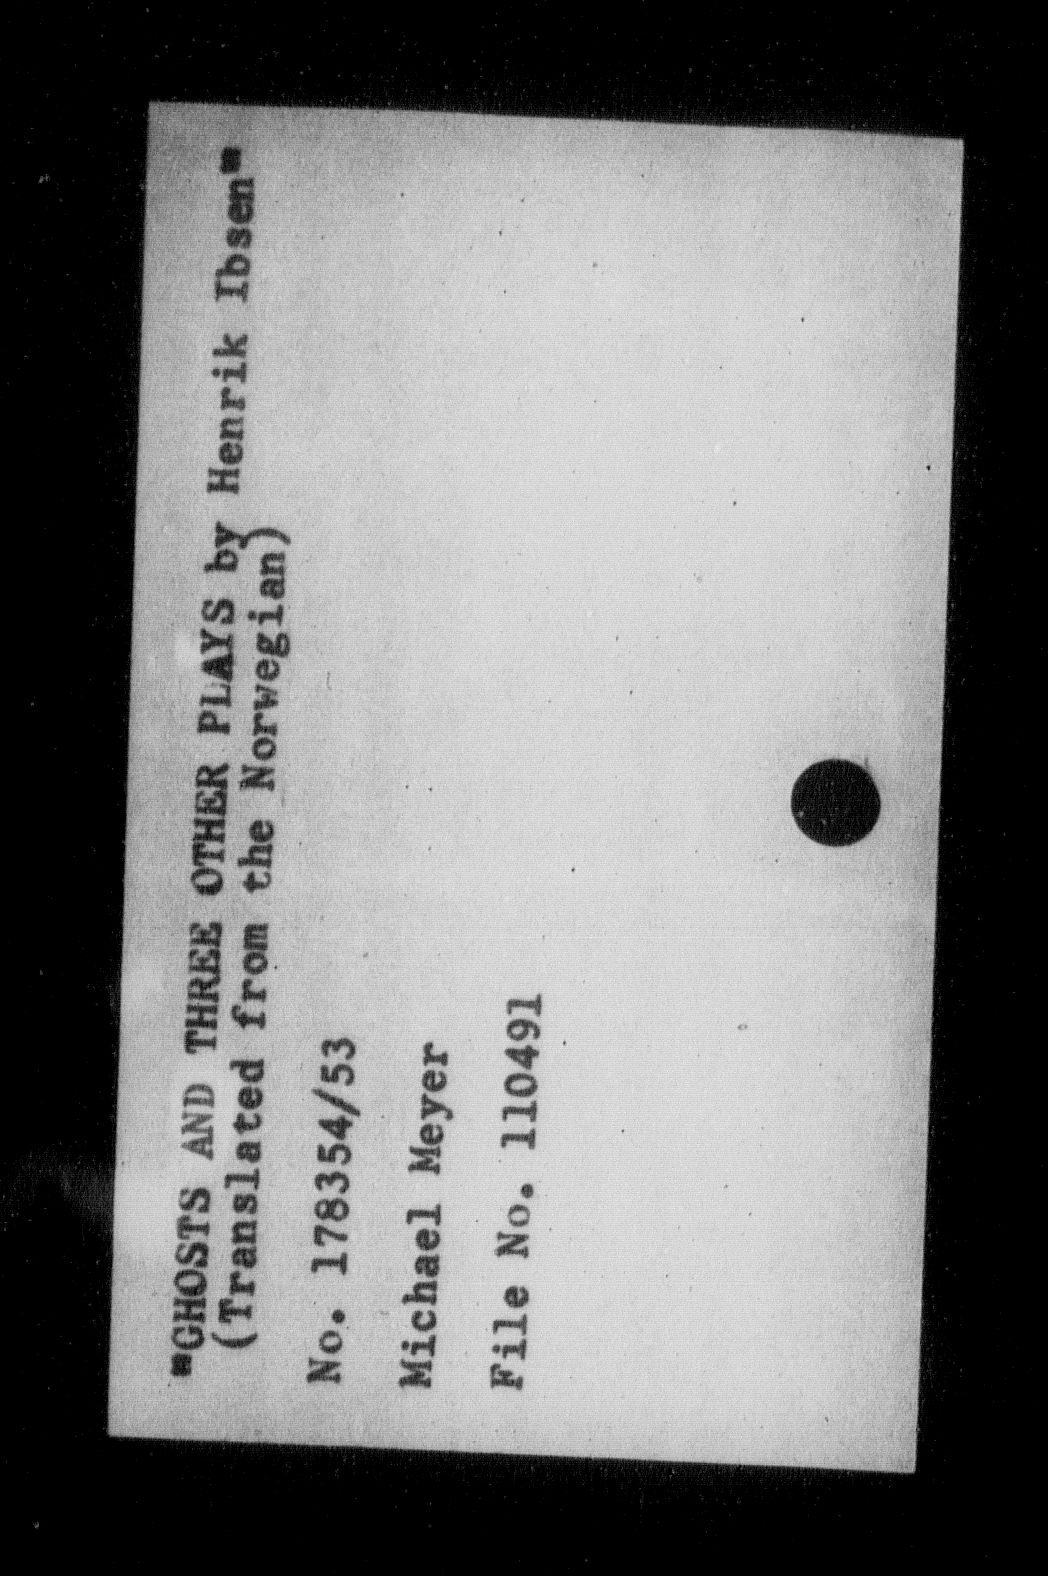 "GHOSTS AND THREE OTHER PLAYS by Henrik Ibsen"
(Translated from the Norwegian)
No. 178354/53
Michael Meyer
File No. 110491